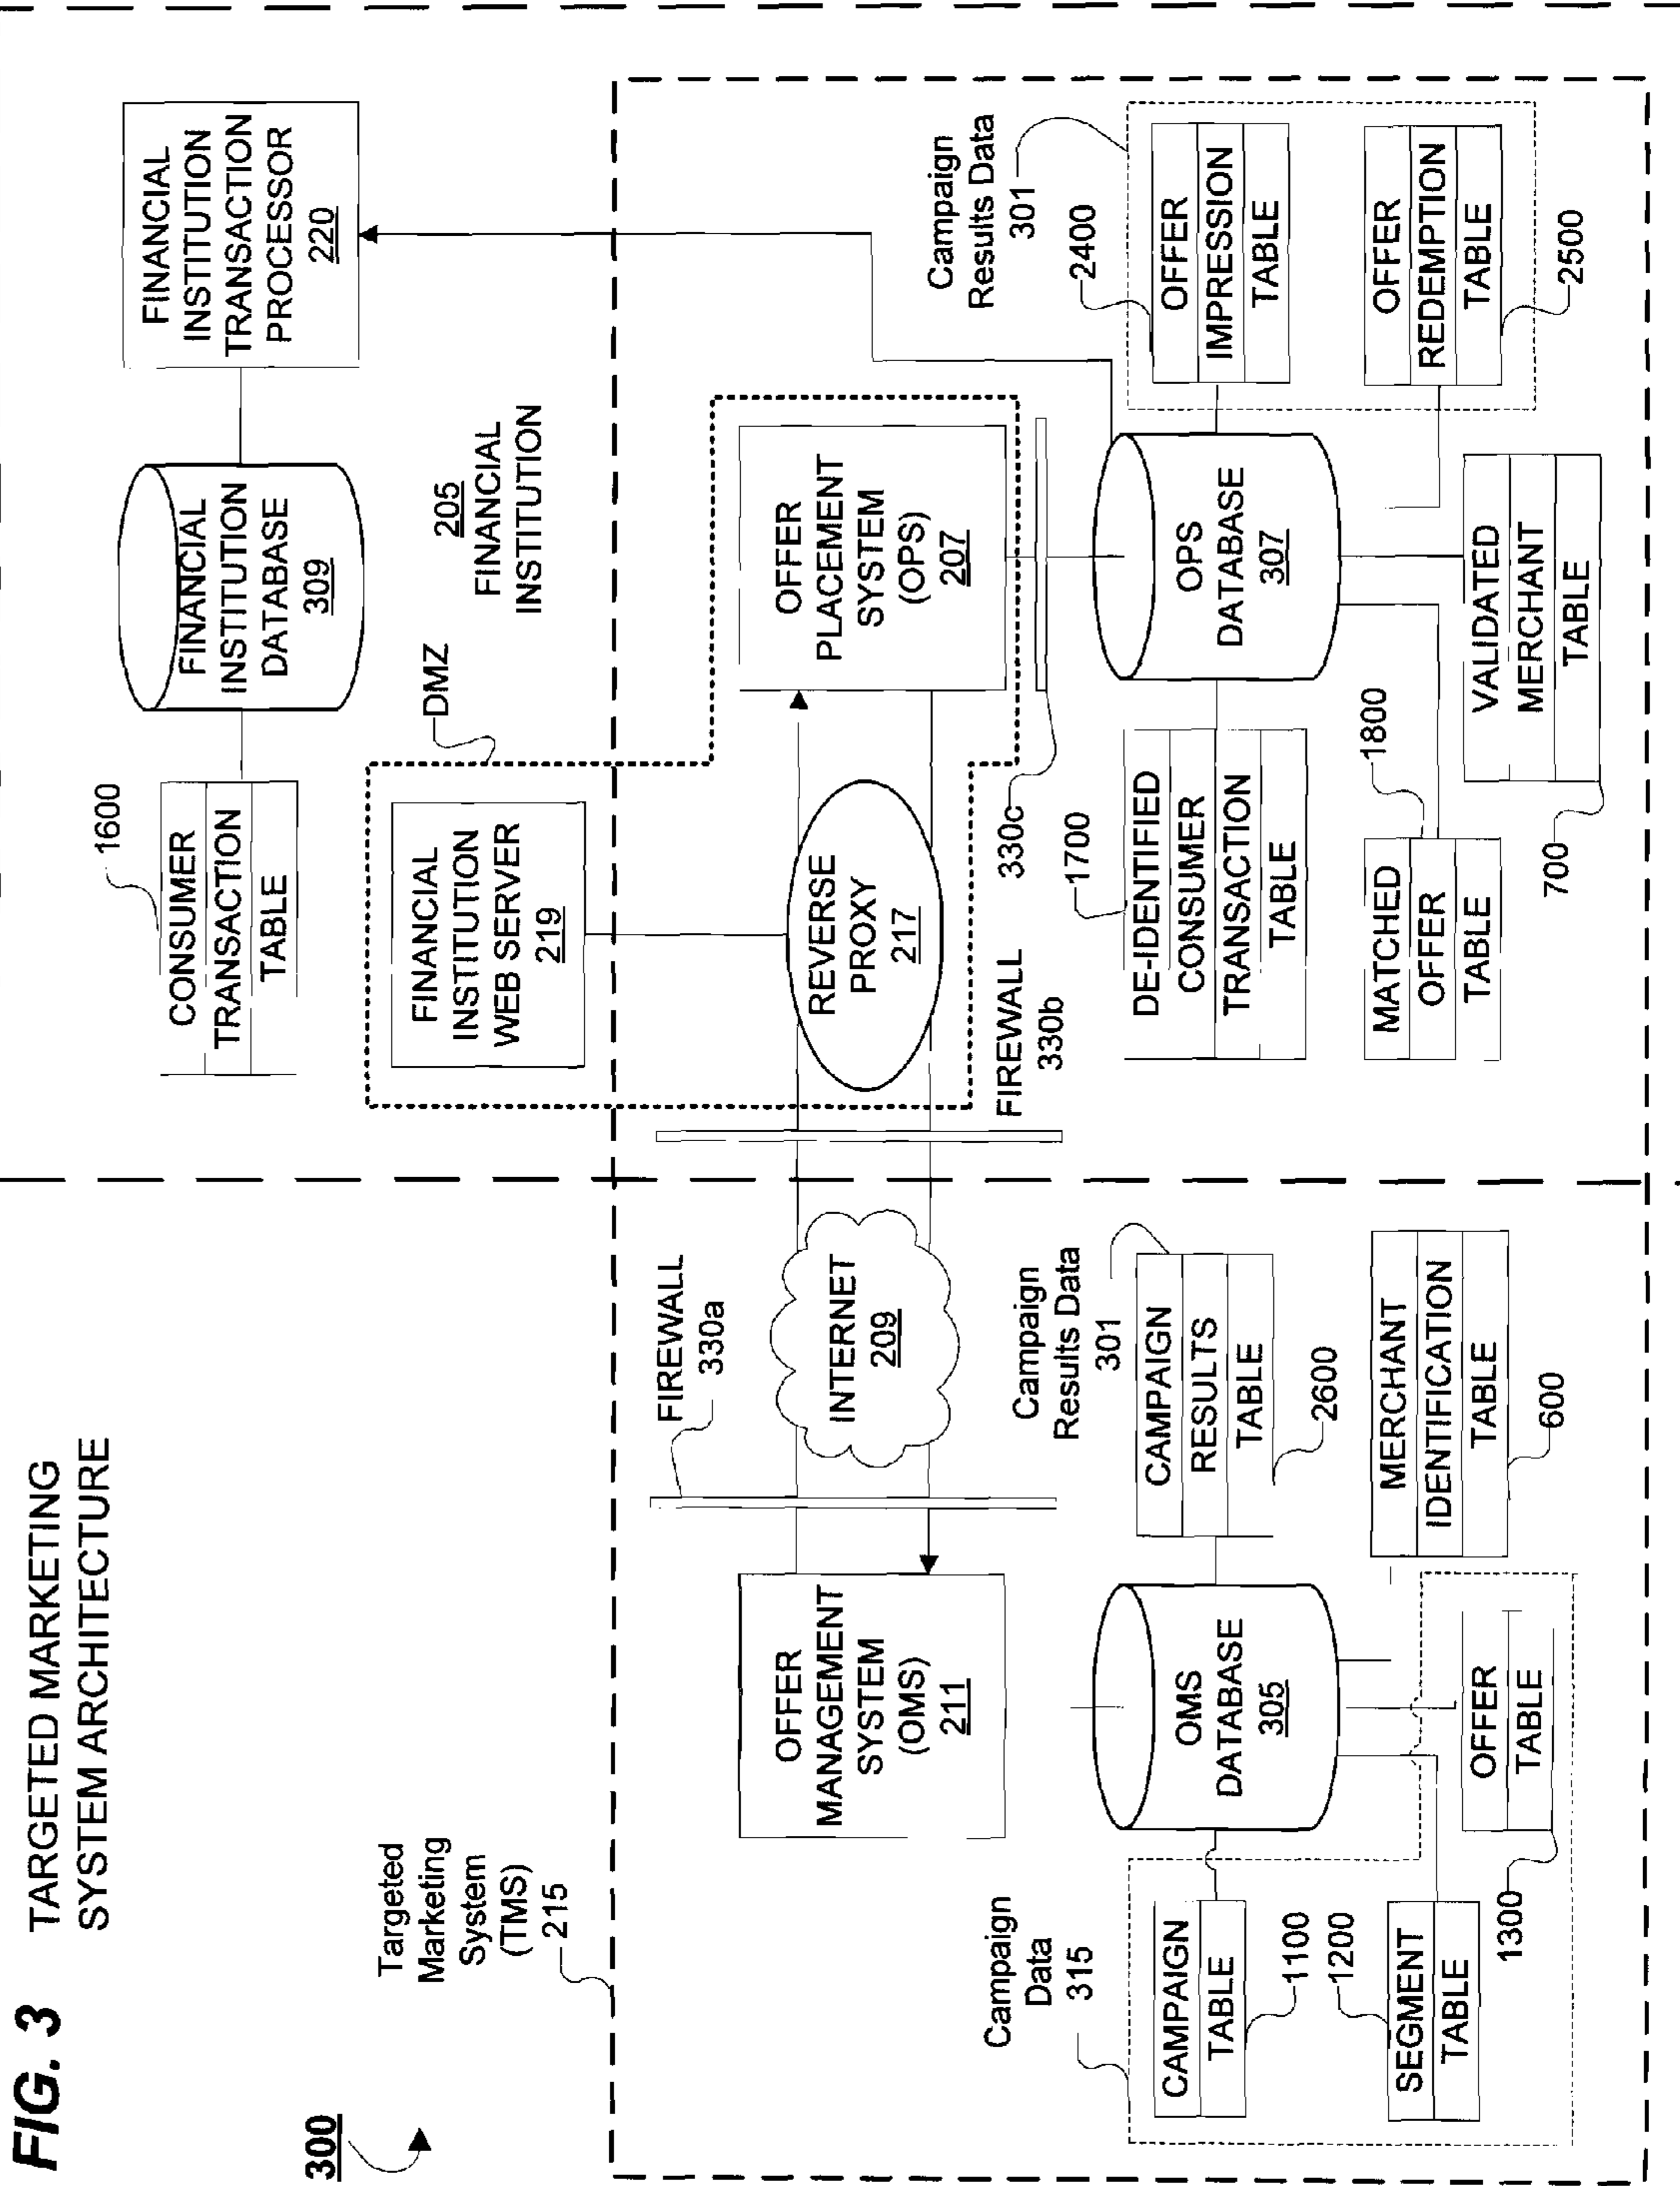 FIG. 3
TARGETED MARKETING
SYSTEM ARCHITECTURE
300
Targeted
Marketing
System
(TMS)
215
1600
CONSUMER
TRANSACTION
TABLE
FINANCIAL
INSTITUTION
DATABASE
309
FINANCIAL
INSTITUTION
TRANSACTION
PROCESSOR
220
DMZ
205
FINANCIAL
INSTITUTION
FINANCIAL
INSTITUTION
WEB SERVER
219
FIREWALL
330a
OFFER
MANAGEMENT
SYSTEM
(OMS)
211
INTERNET
209
REVERSE
PROXY
217
OFFER
PLACEMENT
SYSTEM
(OPS)
207
FIREWALL
330b
330c
Campaign
Data
315
CAMPAIGN
TABLE
1100
1200
SEGMENT
TABLE
1300
OFFER
TABLE
OMS
DATABASE
305
Campaign
Results Data
301
CAMPAIGN
RESULTS
TABLE
2600
MERCHANT
IDENTIFICATION
TABLE
600
1700
DE-IDENTIFIED
CONSUMER
TRANSACTION
TABLE
1800
MATCHED
OFFER
TABLE
700
VALIDATED
MERCHANT
TABLE
OPS
DATABASE
307
Campaign
Results Data
301
2400
OFFER
IMPRESSION
TABLE
OFFER
REDEMPTION
TABLE
2500